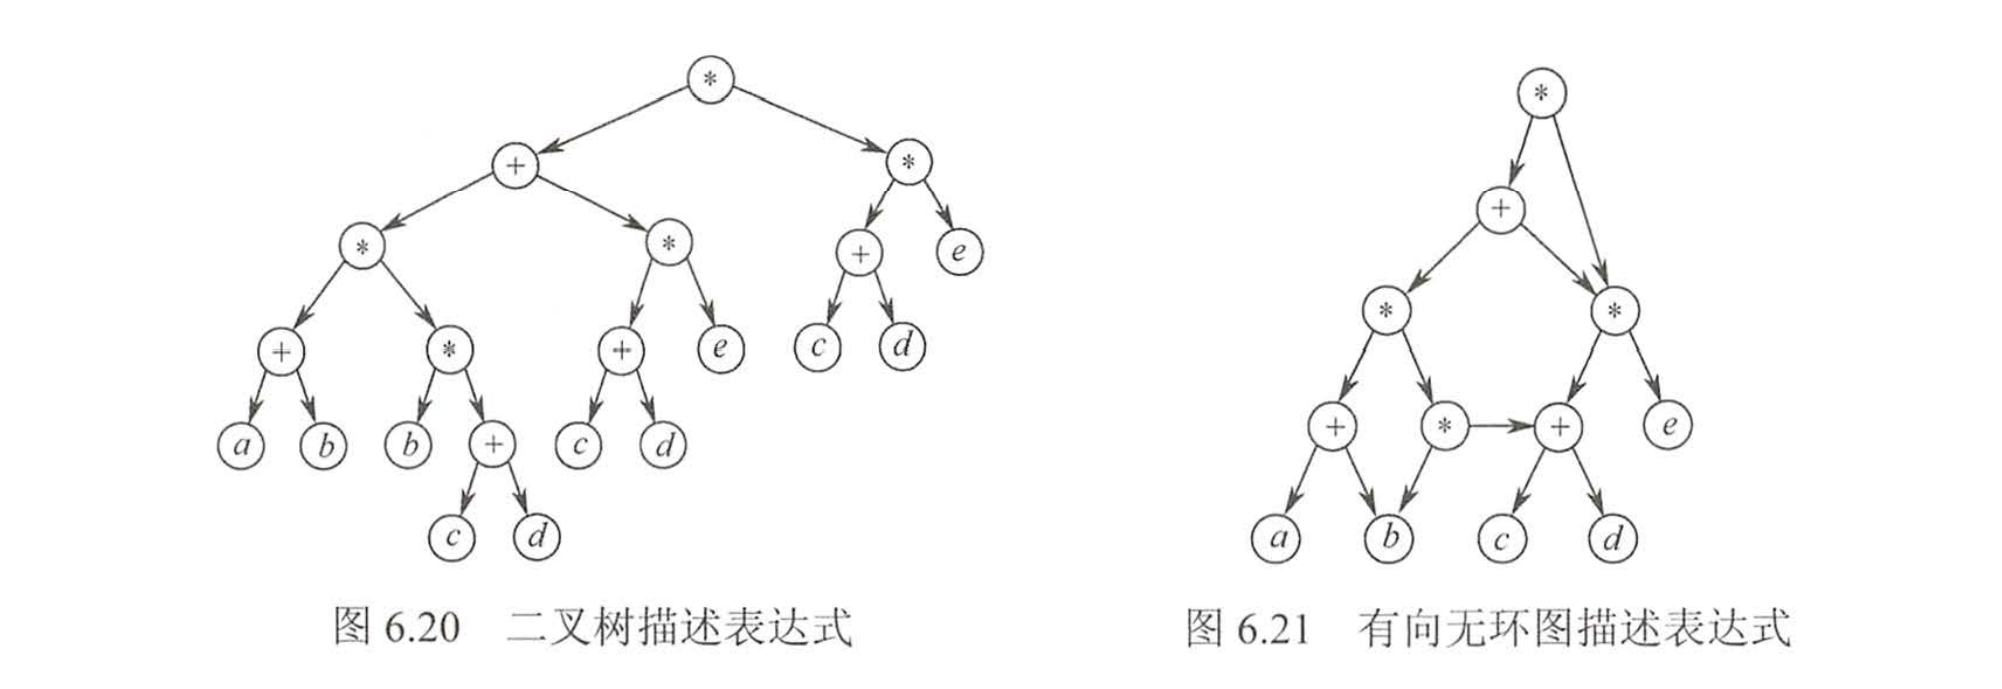 *
+ *
* * + e
+ * + e c d
a b b + c d
c d
图 6.20 二叉树描述表达式
*
+
* *
+ * + e
a b c d
图 6.21 有向无环图描述表达式